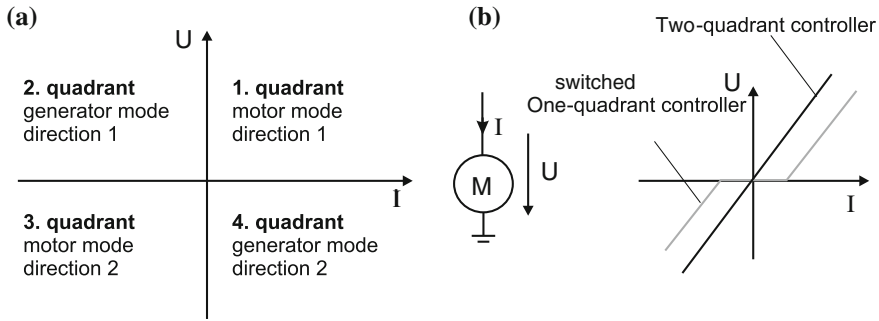 (a)
U
2. quadrant
generator mode
direction 1
1. quadrant
motor mode
direction 1
I
3. quadrant
motor mode
direction 2
4. quadrant
generator mode
direction 2
(b)
Two-quadrant controller
switched
One-quadrant controller
U
I
M
U
I